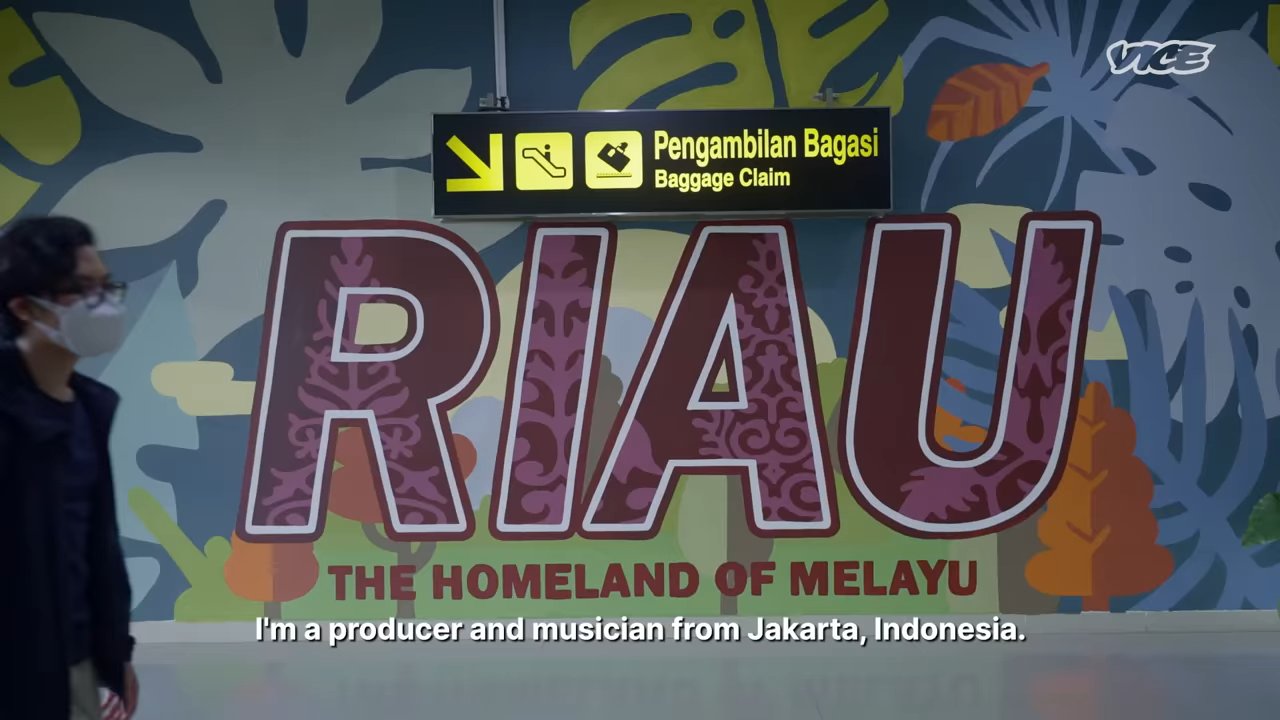 VICE
Pengambilan Bagasi
Baggage Claim
RIAU
THE HOMELAND OF MELAYU
I'm a producer and musician from Jakarta, Indonesia.